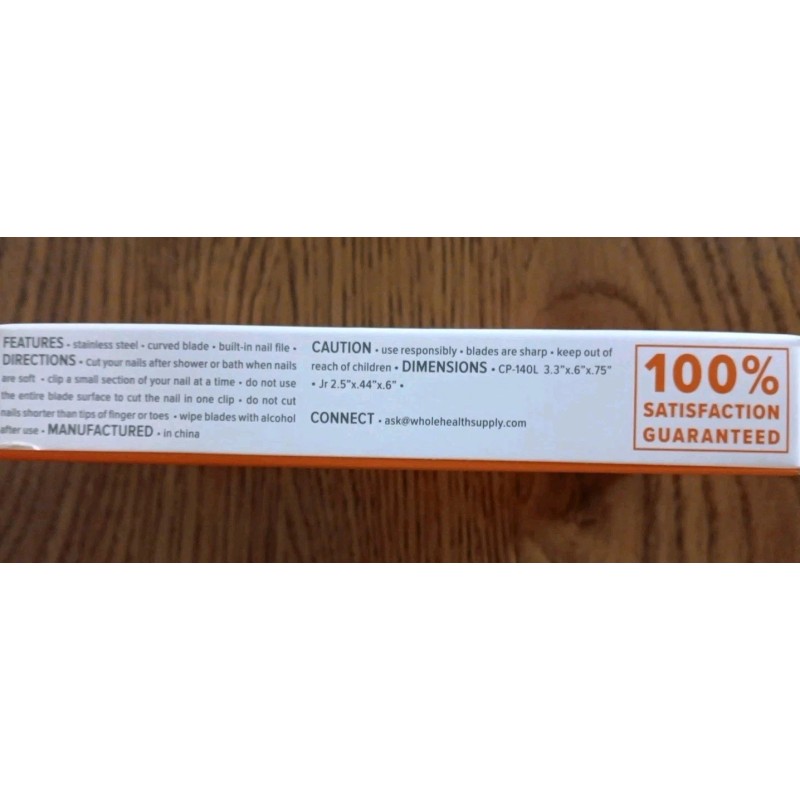 FEATURES • stainless steel • curved blade • built-in nail file •
DIRECTIONS • Cut your nails after shower or bath when nails
are soft • clip a small section of your nail at a time • do not use
the entire blade surface to cut the nail in one clip • do not cut
nails shorter than tips of finger or toes • wipe blades with alcohol
after use • MANUFACTURED • in china
CAUTION • use responsibly • blades are sharp • keep out of
reach of children • DIMENSIONS • CP-140L 3.3"x.6"x.75"
• Jr 2.5"x.44"x.6" •
CONNECT • ask@wholehealthsupply.com
100%
SATISFACTION
GUARANTEED